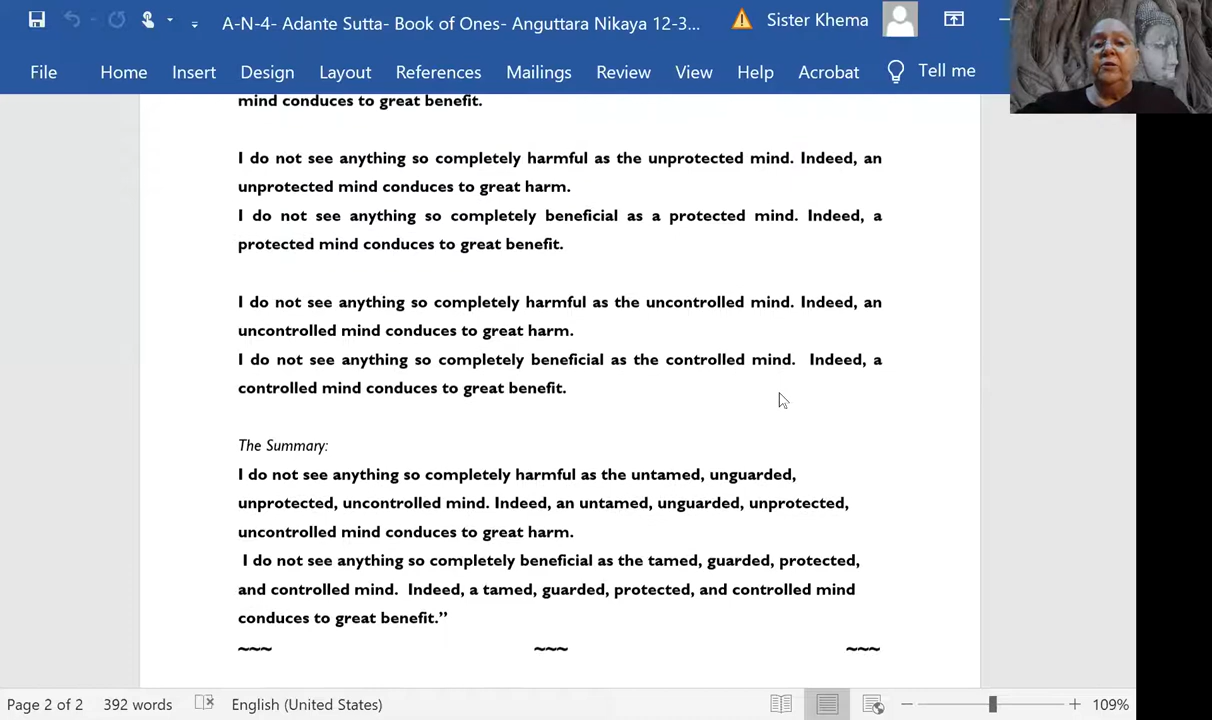 A-N-4- Adante Sutta- Book of Ones- Anguttara Nikaya 12-3...
Sister Khema
File Home Insert Design Layout References Mailings Review View Help Acrobat Tell me
mind conduces to great benefit.
I do not see anything so completely harmful as the unprotected mind. Indeed, an
unprotected mind conduces to great harm.
I do not see anything so completely beneficial as a protected mind. Indeed, a
protected mind conduces to great benefit.
I do not see anything so completely harmful as the uncontrolled mind. Indeed, an
uncontrolled mind conduces to great harm.
I do not see anything so completely beneficial as the controlled mind.  Indeed, a
controlled mind conduces to great benefit.
The Summary:
I do not see anything so completely harmful as the untamed, unguarded,
unprotected, uncontrolled mind. Indeed, an untamed, unguarded, unprotected,
uncontrolled mind conduces to great harm.
I do not see anything so completely beneficial as the tamed, guarded, protected,
and controlled mind.  Indeed, a tamed, guarded, protected, and controlled mind
conduces to great benefit.”
~~~ ~~~ ~~~
Page 2 of 2 392 words English (United States) 109%